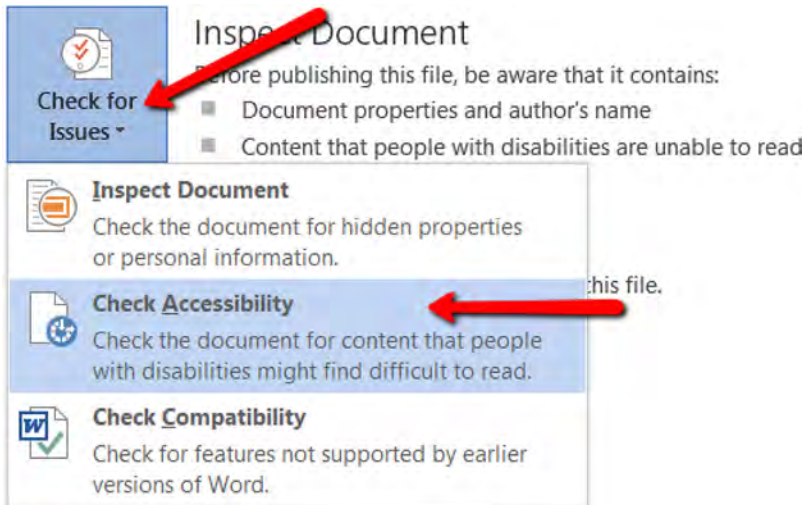 Inspect Document
Before publishing this file, be aware that it contains:
Check for
Issues
Document properties and author's name
Content that people with disabilities are unable to read
Inspect Document
Check the document for hidden properties
or personal information.
this file.
Check Accessibility
Check the document for content that people
with disabilities might find difficult to read.
Check Compatibility
Check for features not supported by earlier
versions of Word.